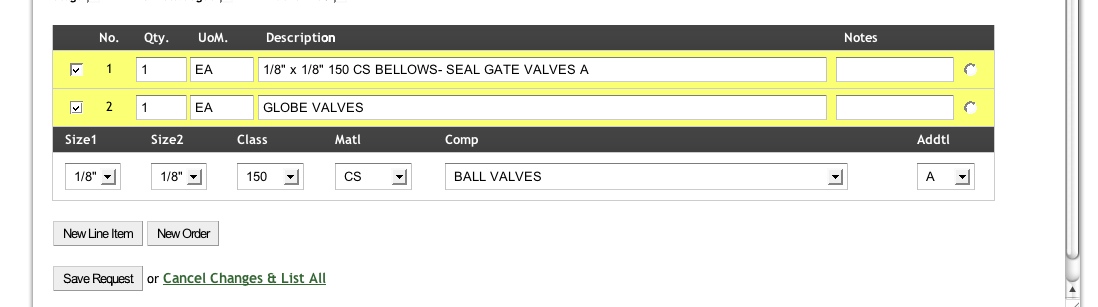 No. Qty. UoM. Description Notes
1 1 EA 1/8" x 1/8" 150 CS BELLOWS- SEAL GATE VALVES A
2 1 EA GLOBE VALVES
Size1 Size2 Class Matl Comp Addtl
1/8" 1/8" 150 CS BALL VALVES A
New Line Item New Order
Save Request or Cancel Changes & List All